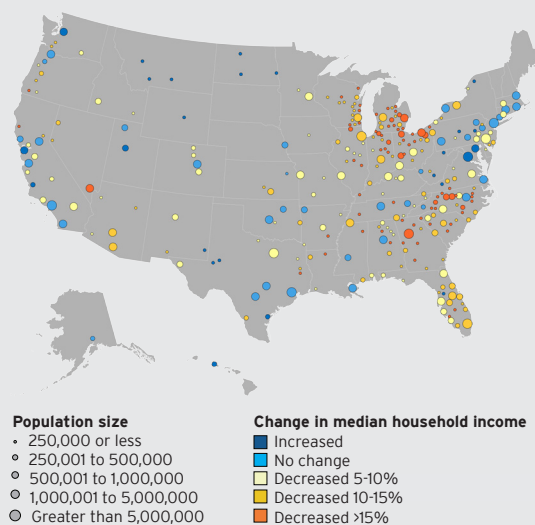 Population size
250,000 or less
250,001 to 500,000
500,001 to 1,000,000
1,000,001 to 5,000,000
Greater than 5,000,000
Change in median household income
Increased
No change
Decreased 5-10%
Decreased 10-15%
Decreased >15%